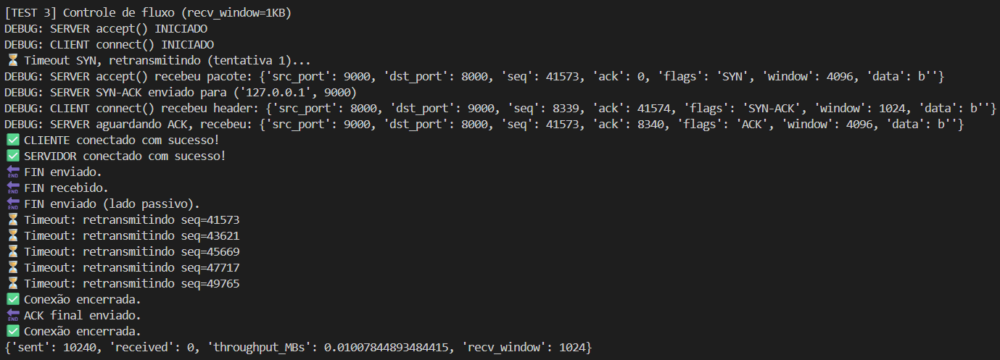 [TEST 3] Controle de fluxo (recv_window=1KB)
DEBUG: SERVER accept() INICIADO
DEBUG: CLIENT connect() INICIADO
⏳ Timeout SYN, retransmitindo (tentativa 1)...
DEBUG: SERVER accept() recebeu pacote: {'src_port': 9000, 'dst_port': 8000, 'seq': 41573, 'ack': 0, 'flags': 'SYN', 'window': 4096, 'data': b''}
DEBUG: SERVER SYN-ACK enviado para ('127.0.0.1', 9000)
DEBUG: CLIENT connect() recebeu header: {'src_port': 8000, 'dst_port': 9000, 'seq': 8339, 'ack': 41574, 'flags': 'SYN-ACK', 'window': 1024, 'data': b''}
DEBUG: SERVER aguardando ACK, recebeu: {'src_port': 9000, 'dst_port': 8000, 'seq': 41573, 'ack': 8340, 'flags': 'ACK', 'window': 4096, 'data': b''}
✅ CLIENTE conectado com sucesso!
✅ SERVIDOR conectado com sucesso!
🔚 FIN enviado.
🔚 FIN recebido.
🔚 FIN enviado (lado passivo).
⏳ Timeout: retransmitindo seq=41573
⏳ Timeout: retransmitindo seq=43621
⏳ Timeout: retransmitindo seq=45669
⏳ Timeout: retransmitindo seq=47717
⏳ Timeout: retransmitindo seq=49765
✅ Conexão encerrada.
🔚 ACK final enviado.
✅ Conexão encerrada.
{'sent': 10240, 'received': 0, 'throughput_MBs': 0.01007844893484415, 'recv_window': 1024}